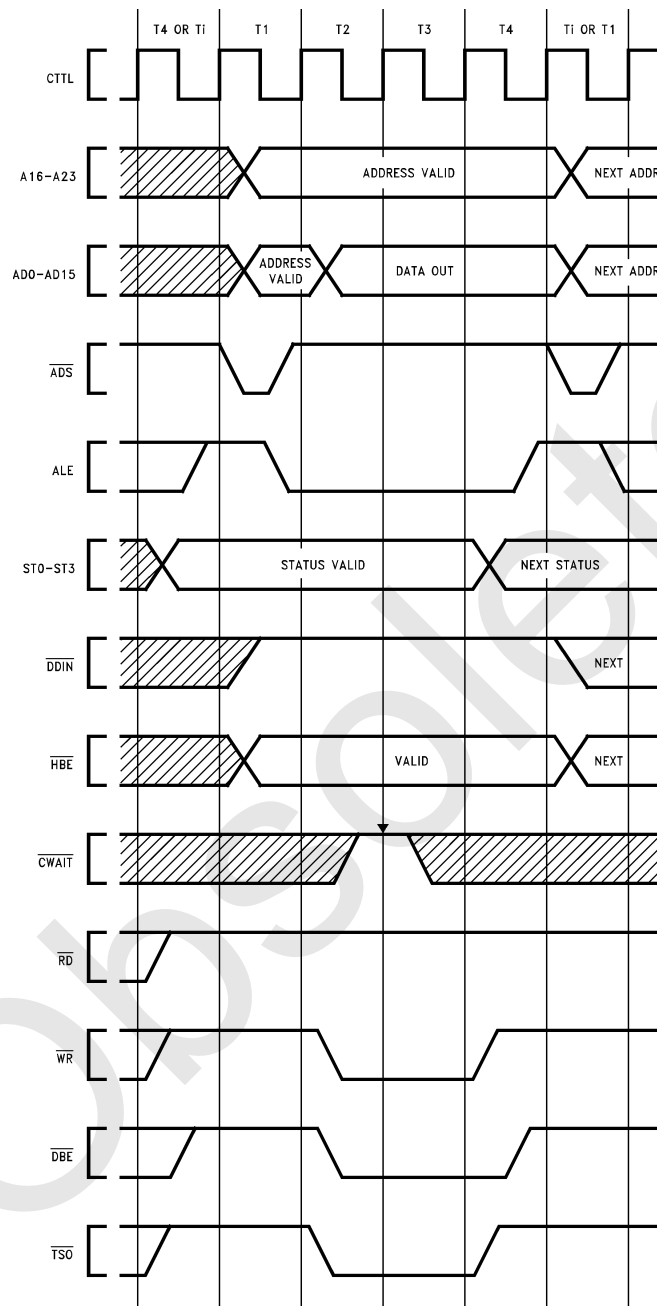 T4 OR Ti T1 T2 T3 T4 Ti OR T1
CTTL
A16-A23 ADDRESS VALID NEXT ADDR
AD0-AD15 ADDRESS VALID DATA OUT NEXT ADDR
ADS
ALE
ST0-ST3 STATUS VALID NEXT STATUS
DDIN NEXT
HBE VALID NEXT
CWAIT
RD
WR
DBE
TSO
Obsolete